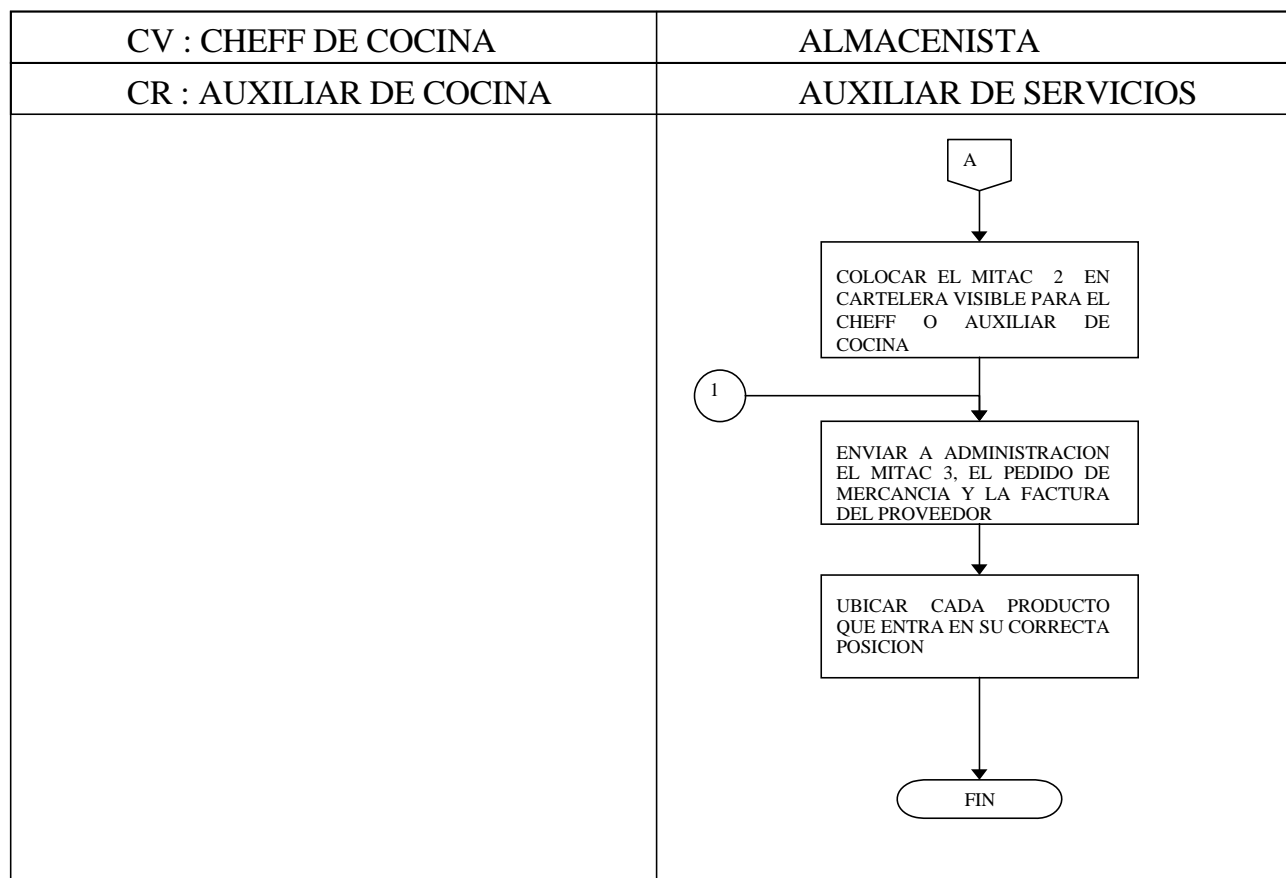 CV : CHEFF DE COCINA
ALMACENISTA
CR : AUXILIAR DE COCINA
AUXILIAR DE SERVICIOS
A
COLOCAR EL MITAC 2 EN
CARTELERA VISIBLE PARA EL
CHEFF O AUXILIAR DE
COCINA
1
ENVIAR A ADMINISTRACION
EL MITAC 3, EL PEDIDO DE
MERCANCIA Y LA FACTURA
DEL PROVEEDOR
UBICAR CADA PRODUCTO
QUE ENTRA EN SU CORRECTA
POSICION
FIN